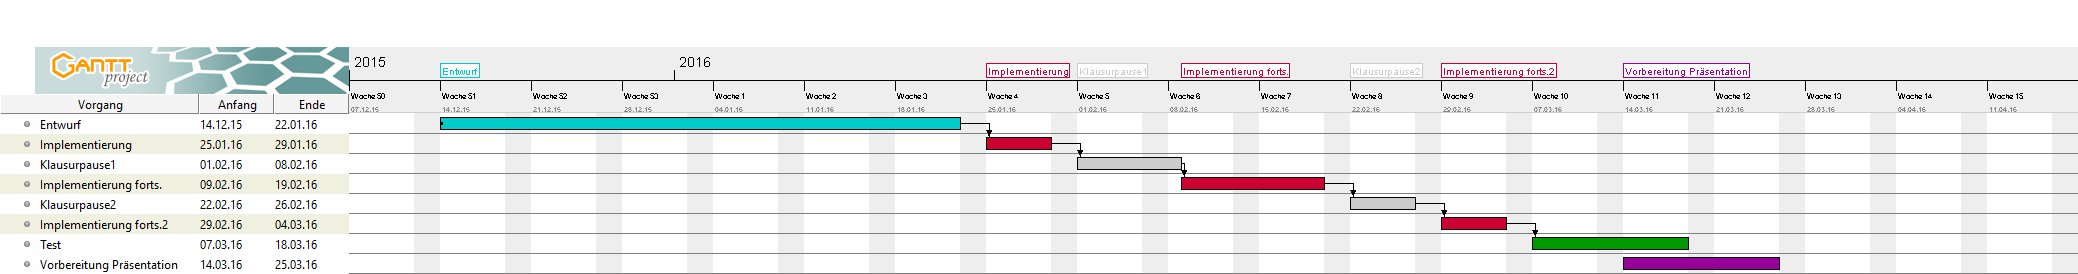 GANTT
project
2015
2016
Entwurf
Implementierung
Klausurpause1
Implementierung forts.
Klausurpause2
Implementierung forts.2
Vorbereitung Präsentation
Woche 50 Woche 51 Woche 52 Woche 53 Woche 1 Woche 2 Woche 3 Woche 4 Woche 5 Woche 6 Woche 7 Woche 8 Woche 9 Woche 10 Woche 11 Woche 12 Woche 13 Woche 14 Woche 15
07.12.15 14.12.15 21.12.15 28.12.15 04.01.16 11.01.16 18.01.16 25.01.16 01.02.16 08.02.16 15.02.16 22.02.16 29.02.16 07.03.16 14.03.16 21.03.16 28.03.16 04.04.16 11.04.16
Vorgang Anfang Ende
Entwurf 14.12.15 22.01.16
Implementierung 25.01.16 29.01.16
Klausurpause1 01.02.16 08.02.16
Implementierung forts. 09.02.16 19.02.16
Klausurpause2 22.02.16 26.02.16
Implementierung forts.2 29.02.16 04.03.16
Test 07.03.16 18.03.16
Vorbereitung Präsentation 14.03.16 25.03.16